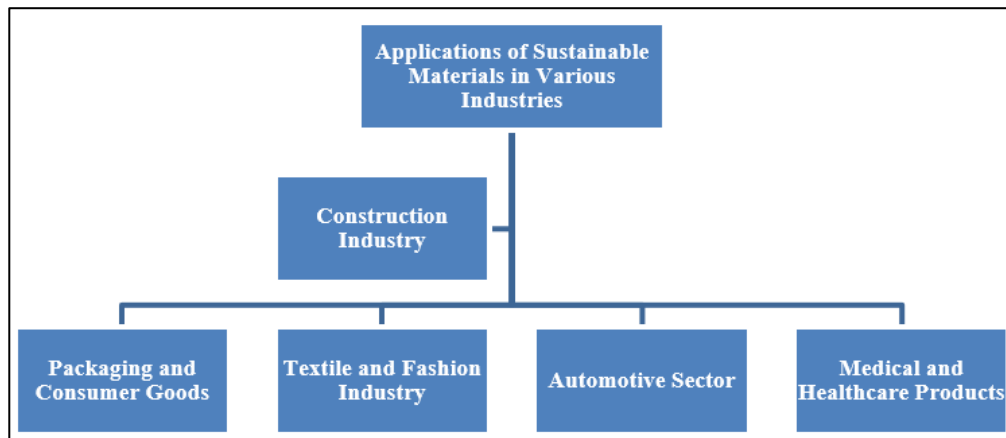 Applications of Sustainable
Materials in Various
Industries
Construction
Industry
Packaging and
Consumer Goods
Textile and Fashion
Industry
Automotive Sector
Medical and
Healthcare Products